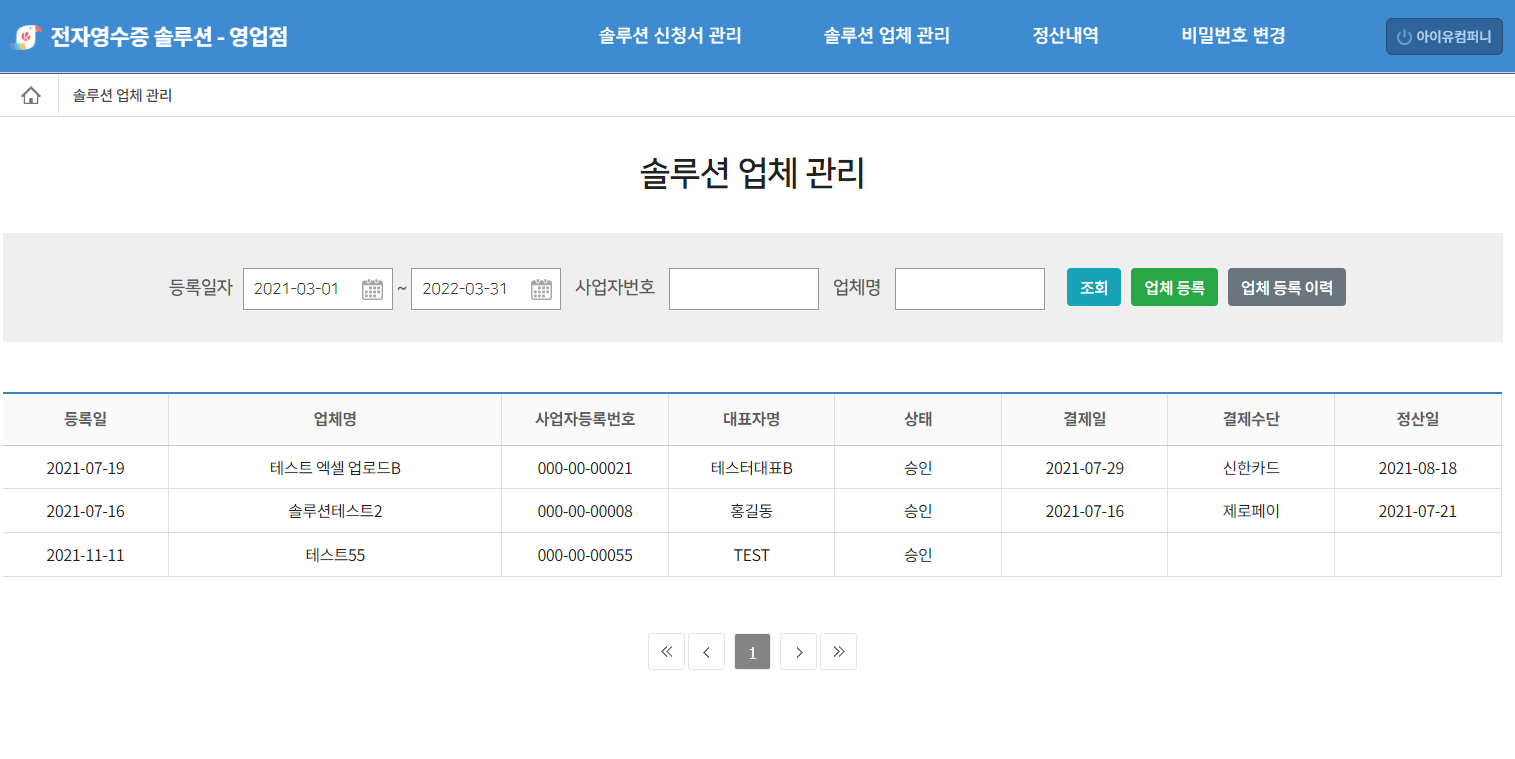 전자영수증 솔루션 - 영업점
솔루션 신청서 관리 솔루션 업체 관리 정산내역 비밀번호 변경 아이유컴퍼니
솔루션 업체 관리
솔루션 업체 관리
등록일자 2021-03-01 ~ 2022-03-31 사업자번호 업체명 조회 업체 등록 업체 등록 이력
등록일 업체명 사업자등록번호 대표자명 상태 결제일 결제수단 정산일
2021-07-19 테스트 엑셀 업로드B 000-00-00021 테스터대표B 승인 2021-07-29 신한카드 2021-08-18
2021-07-16 솔루션테스트2 000-00-00008 홍길동 승인 2021-07-16 제로페이 2021-07-21
2021-11-11 테스트55 000-00-00055 TEST 승인
1